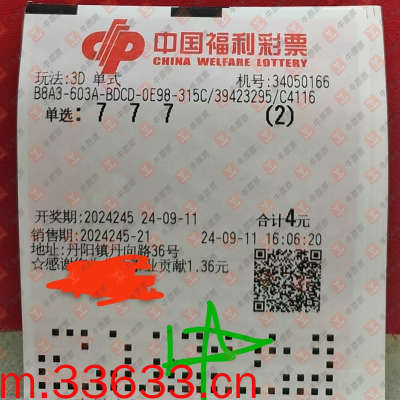 中国福利彩票
CHINA WELFARE LOTTERY
玩法:3D 单式 机号:34050166
B8A3-603A-BDCD-0E98-315C/39423295/C4116
单选: 7 7 7 (2)
开奖期:2024245 24-09-11 合计4元
销售期:2024245-21 24-09-11 16:06:20
地址:丹阳镇丹向路36号
☆感谢 业贡献1.36元
m.33633.cn